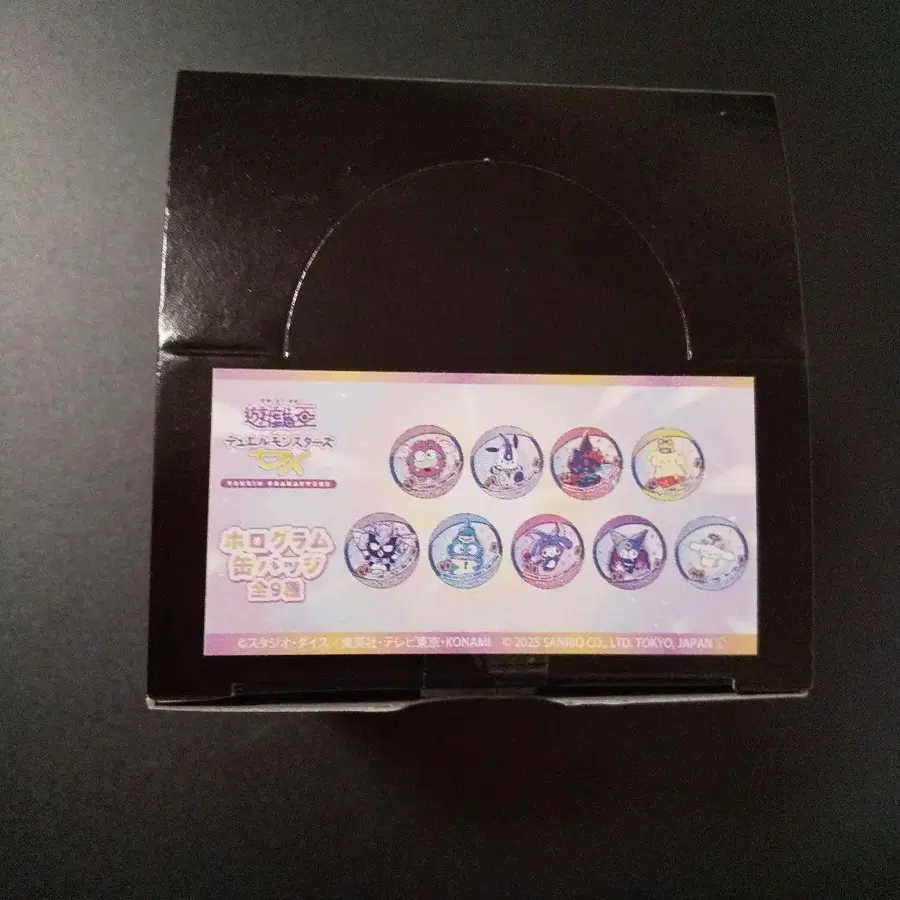 遊戯王
デュエルモンスターズ
GX
SANRIO CHARACTERS
ホログラム
缶バッジ
全9種
©スタジオ・ダイス／集英社・テレビ東京・KONAMI © 2025 SANRIO CO., LTD. TOKYO, JAPAN Ⓛ